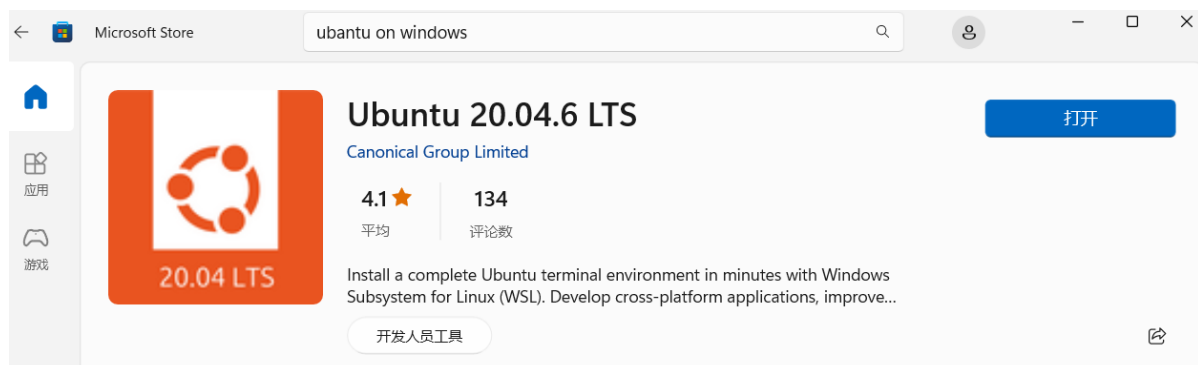 Microsoft Store
ubantu on windows
Ubuntu 20.04.6 LTS
打开
Canonical Group Limited
4.1
134
平均
评论数
20.04 LTS
Install a complete Ubuntu terminal environment in minutes with Windows
Subsystem for Linux (WSL). Develop cross-platform applications, improve...
开发人员工具
应用
游戏